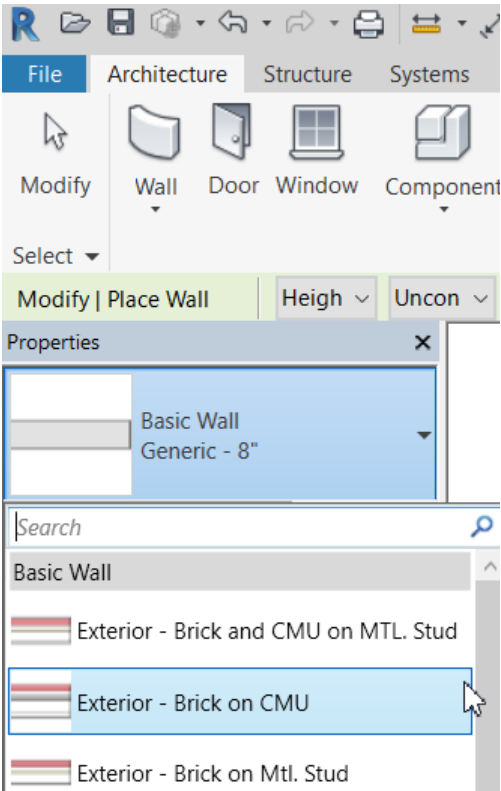 R
File Architecture Structure Systems
Modify Wall Door Window Component
Select
Modify | Place Wall Heigh Uncon
Properties
Basic Wall
Generic - 8"
Search
Basic Wall
Exterior - Brick and CMU on MTL. Stud
Exterior - Brick on CMU
Exterior - Brick on Mtl. Stud